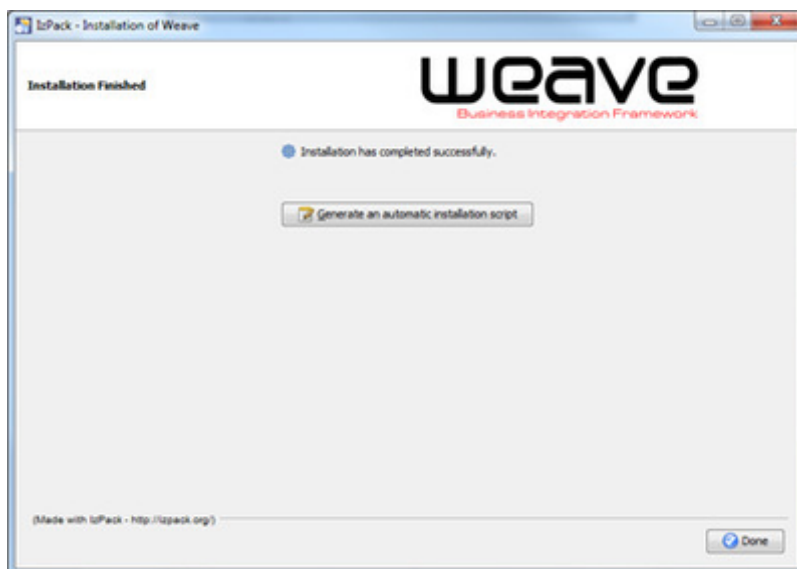 IzPack - Installation of Weave
Installation Finished
weave
Business Integration Framework
Installation has completed successfully.
Generate an automatic installation script
(Made with IzPack - http://izpack.org/)
Done